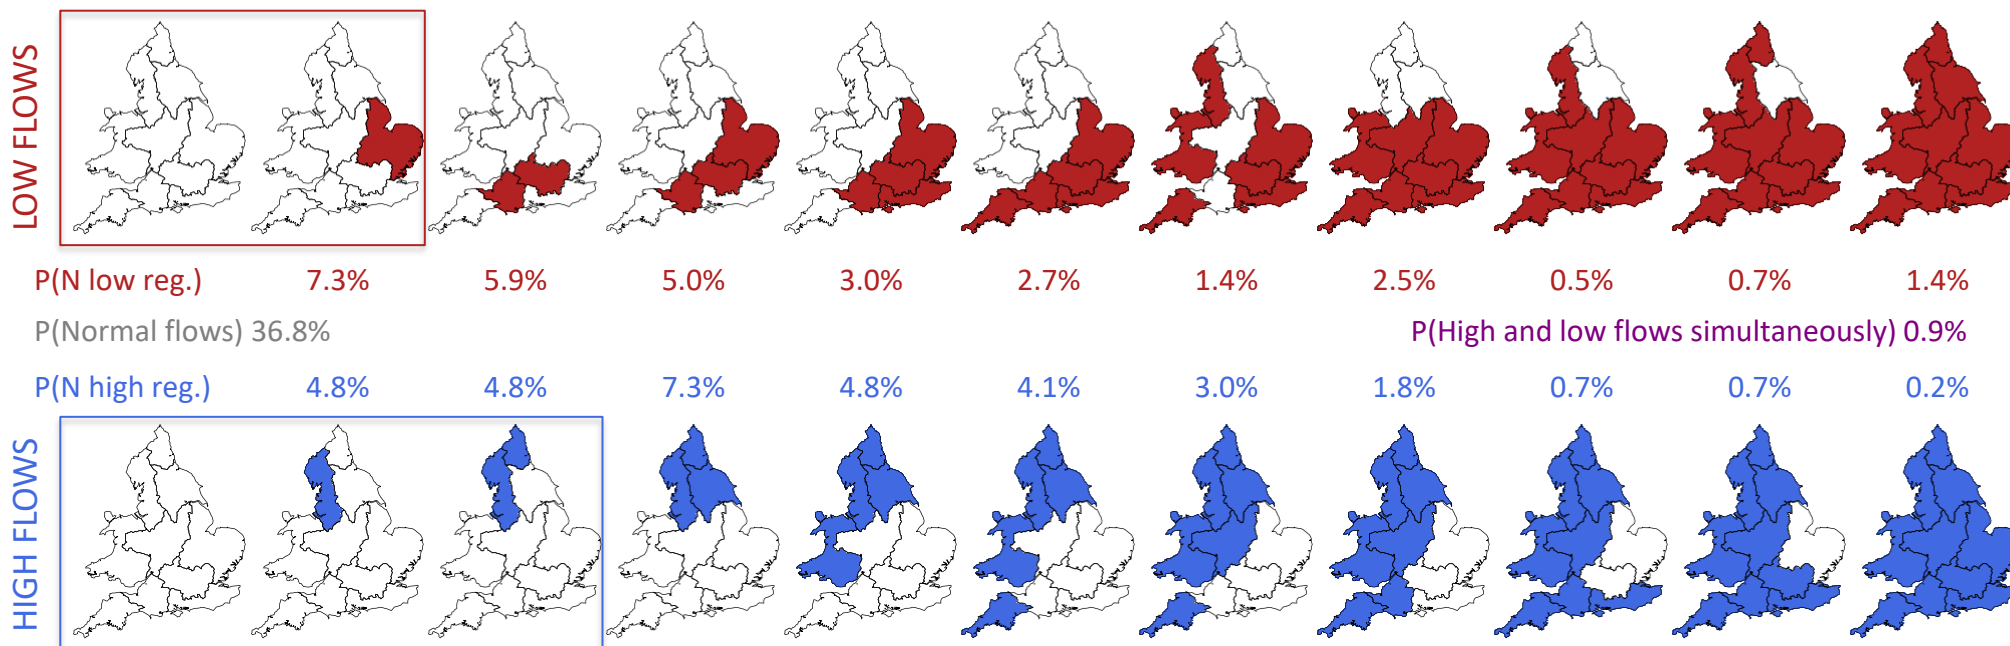 LOW FLOWS
P(N low reg.) 7.3% 5.9% 5.0% 3.0% 2.7% 1.4% 2.5% 0.5% 0.7% 1.4%
P(Normal flows) 36.8% P(High and low flows simultaneously) 0.9%
P(N high reg.) 4.8% 4.8% 7.3% 4.8% 4.1% 3.0% 1.8% 0.7% 0.7% 0.2%
HIGH FLOWS